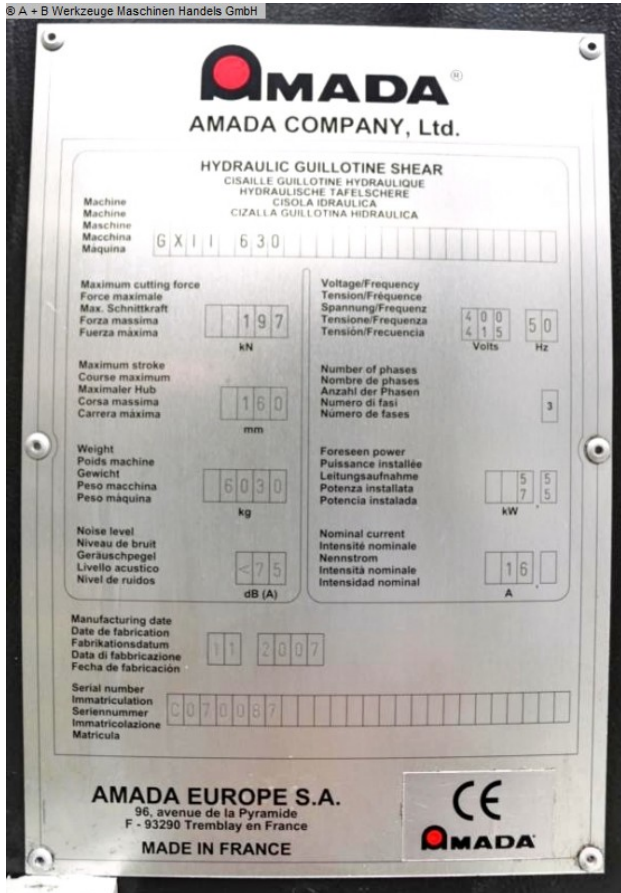 ® A + B Werkzeuge Maschinen Handels GmbH
AMADA®
AMADA COMPANY, Ltd.
HYDRAULIC GUILLOTINE SHEAR
CISAILLE GUILLOTINE HYDRAULIQUE
HYDRAULISCHE TAFELSCHERE
CISOLA IDRAULICA
CIZALLA GUILLOTINA HIDRAULICA
Machine
Machine
Maschine
Macchina
Máquina
GXII 630
Maximum cutting force
Force maximale
Max. Schnittkraft
Forza massima
Fuerza máxima
197
kN
Maximum stroke
Course maximum
Maximaler Hub
Corsa massima
Carrera máxima
160
mm
Weight
Poids machine
Gewicht
Peso macchina
Peso máquina
6030
kg
Noise level
Niveau de bruit
Geräuschpegel
Livello acustico
Nivel de ruidos
<75
dB (A)
Voltage/Frequency
Tension/Fréquence
Spannung/Frequenz
Tensione/Frequenza
Tensión/Frecuencia
400
415
Volts
50
Hz
Number of phases
Nombre de phases
Anzahl der Phasen
Numero di fasi
Número de fases
3
Foreseen power
Puissance installée
Leitungsaufnahme
Potenza installata
Potencia instalada
5 5
7,5
kW
Nominal current
Intensité nominale
Nennstrom
Intensità nominale
Intensidad nominal
16,
A
Manufacturing date
Date de fabrication
Fabrikationsdatum
Data di fabbricazione
Fecha de fabricación
11 2007
Serial number
Immatriculation
Seriennummer
Immatricolazione
Matricula
C070067
AMADA EUROPE S.A.
96, avenue de la Pyramide
F - 93290 Tremblay en France
MADE IN FRANCE
CE
AMADA